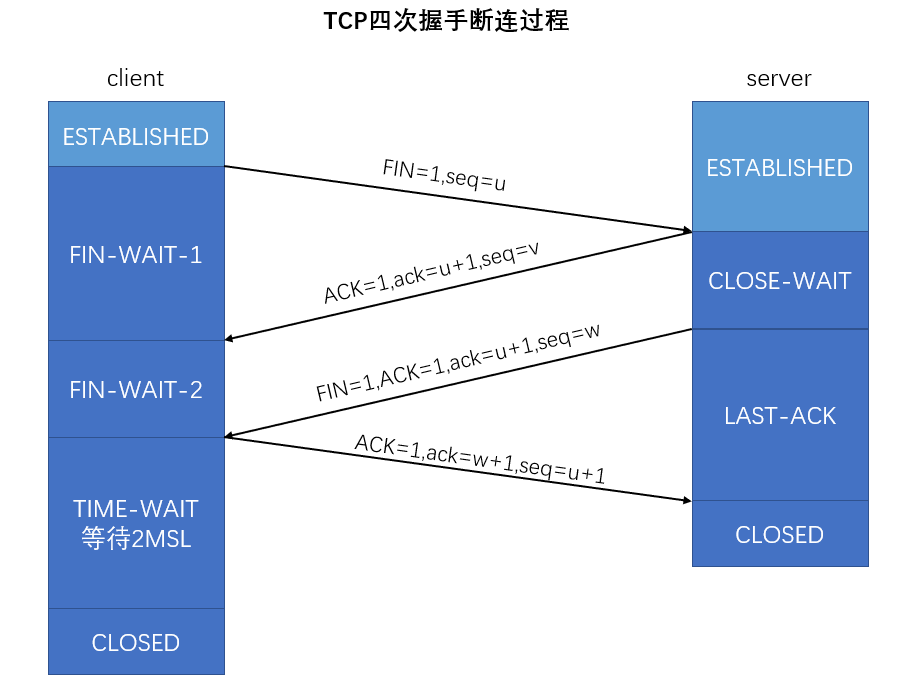 TCP四次握手断连过程
client
server
ESTABLISHED
ESTABLISHED
FIN=1,seq=u
FIN-WAIT-1
ACK=1,ack=u+1,seq=v
CLOSE-WAIT
FIN=1,ACK=1,ack=u+1,seq=w
FIN-WAIT-2
LAST-ACK
ACK=1,ack=w+1,seq=u+1
TIME-WAIT
等待2MSL
CLOSED
CLOSED